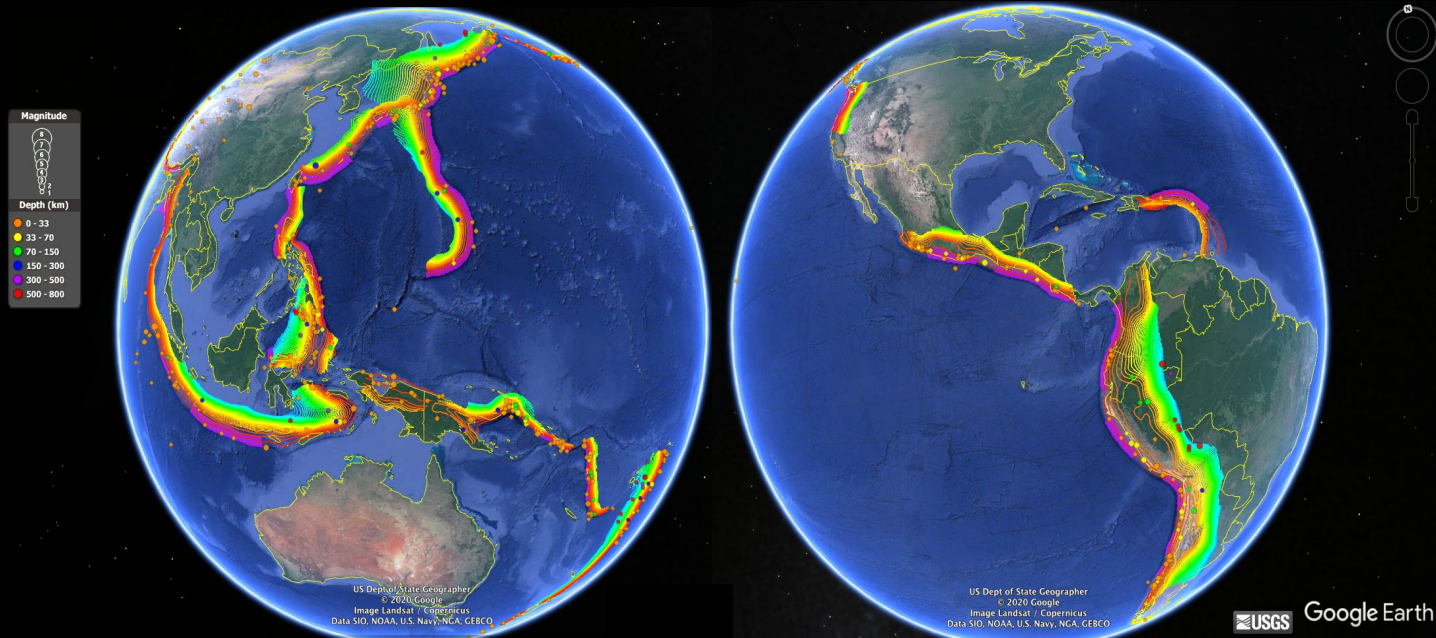 Magnitude
8
7
6
5
4
3
2
1
Depth (km)
0 - 33
33 - 70
70 - 150
150 - 300
300 - 500
500 - 800
US Dept of State Geographer
© 2020 Google
Image Landsat / Copernicus
Data SIO, NOAA, U.S. Navy, NGA, GEBCO
N
US Dept of State Geographer
© 2020 Google
Image Landsat / Copernicus
Data SIO, NOAA, U.S. Navy, NGA, GEBCO
USGS
Google Earth